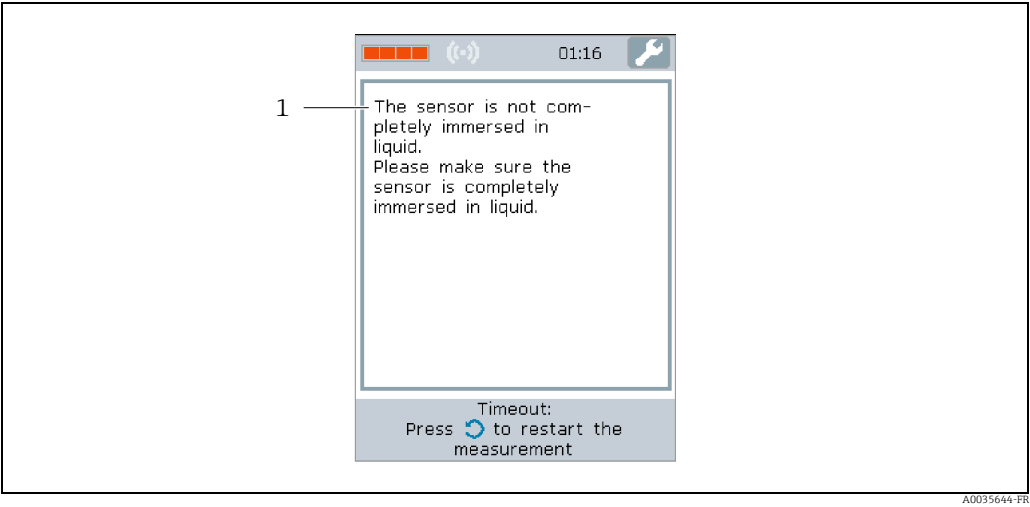 01:16
1
The sensor is not com-
pletely immersed in
liquid.
Please make sure the
sensor is completely
immersed in liquid.
Timeout:
Press to restart the
measurement
A0035644-FR